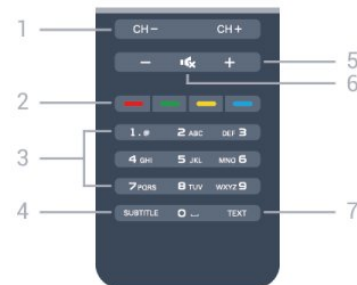 1 CH− CH+
− + 5
6
2
1.@ 2 ABC DEF 3
3 4 GHI 5 JKL MNO 6
7 PQRS 8 TUV WXYZ 9
4 SUBTITLE 0 ⎵ TEXT 7